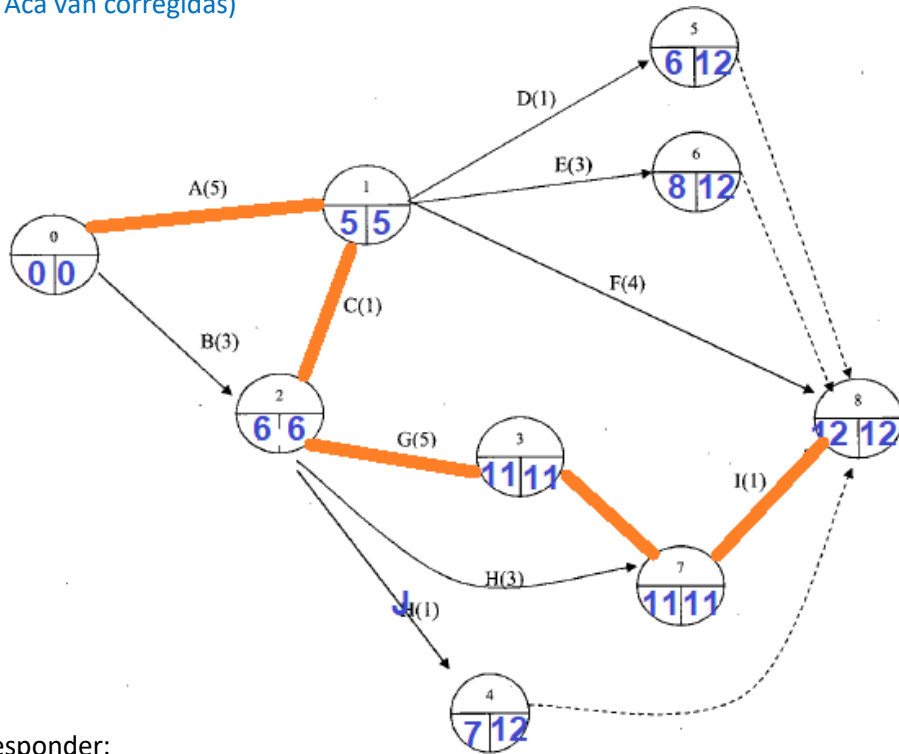 Aca van corregidas)
5
6 12
D(1)
6
8 12
E(3)
A(5)
1
5 5
0
0 0
F(4)
C(1)
B(3)
2
6 6
8
12 12
G(5)
3
11 11
I(1)
7
11 11
H(3)
J (1)
4
7 12
esponder: